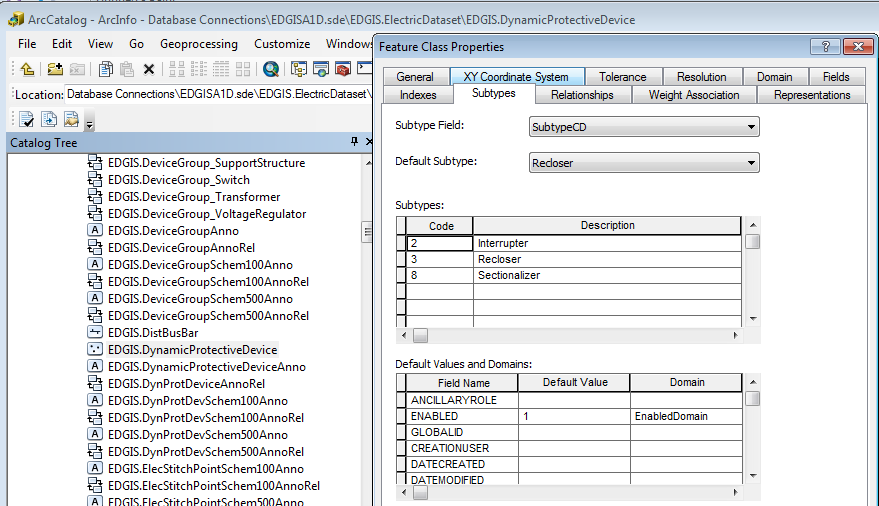 ArcCatalog - ArcInfo - Database Connections\EDGISA1D.sde\EDGIS.ElectricDataset\EDGIS.DynamicProtectiveDevice
File Edit View Go Geoprocessing Customize Windows
Location: Database Connections\EDGISA1D.sde\EDGIS.ElectricDataset\
Catalog Tree
EDGIS.DeviceGroup_SupportStructure
EDGIS.DeviceGroup_Switch
EDGIS.DeviceGroup_Transformer
EDGIS.DeviceGroup_VoltageRegulator
EDGIS.DeviceGroupAnno
EDGIS.DeviceGroupAnnoRel
EDGIS.DeviceGroupSchem100Anno
EDGIS.DeviceGroupSchem100AnnoRel
EDGIS.DeviceGroupSchem500Anno
EDGIS.DeviceGroupSchem500AnnoRel
EDGIS.DistBusBar
EDGIS.DynamicProtectiveDevice
EDGIS.DynamicProtectiveDeviceAnno
EDGIS.DynProtDeviceAnnoRel
EDGIS.DynProtDevSchem100Anno
EDGIS.DynProtDevSchem100AnnoRel
EDGIS.DynProtDevSchem500Anno
EDGIS.DynProtDevSchem500AnnoRel
EDGIS.ElecStitchPointSchem100Anno
EDGIS.ElecStitchPointSchem100AnnoRel
EDGIS.ElecStitchPointSchem500Anno
Feature Class Properties
General XY Coordinate System Tolerance Resolution Domain Fields
Indexes Subtypes Relationships Weight Association Representations
Subtype Field: SubtypeCD
Default Subtype: Recloser
Subtypes:
Code Description
2 Interrupter
3 Recloser
8 Sectionalizer
Default Values and Domains:
Field Name Default Value Domain
ANCILLARYROLE
ENABLED 1 EnabledDomain
GLOBALID
CREATIONUSER
DATECREATED
DATEMODIFIED